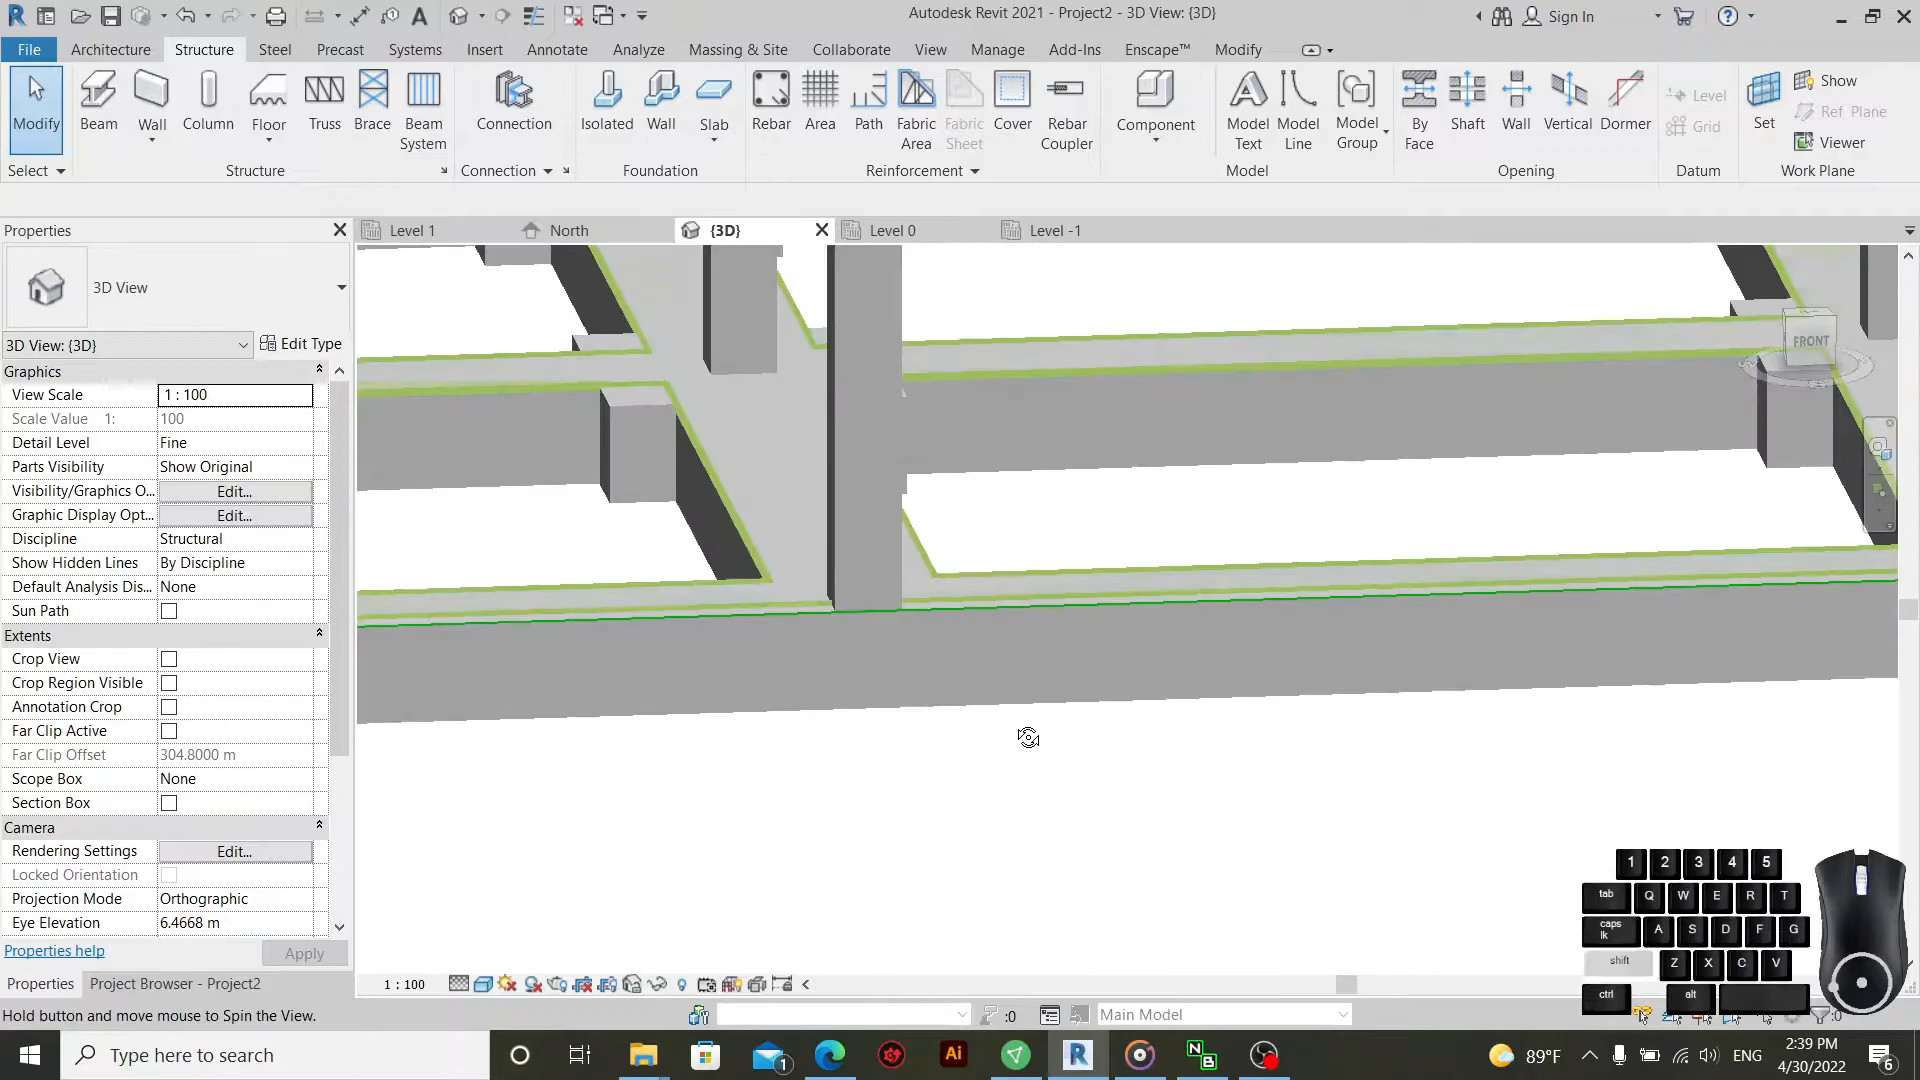 Autodesk Revit 2021 - Project2 - 3D View: {3D}
Sign In
File Architecture Structure Steel Precast Systems Insert Annotate Analyze Massing & Site Collaborate View Manage Add-Ins Enscape™ Modify
Modify Beam Wall Column Floor Truss Brace Beam System Connection Isolated Wall Slab Rebar Area Path Fabric Area Fabric Sheet Cover Rebar Coupler Component Model Text Model Line Model Group By Face Shaft Wall Vertical Dormer Level Grid Set Show Ref Plane Viewer
Select Structure Connection Foundation Reinforcement Model Opening Datum Work Plane
Properties
Level 1 North {3D} Level 0 Level -1
3D View
3D View: {3D} Edit Type
Graphics
View Scale 1 : 100
Scale Value 1: 100
Detail Level Fine
Parts Visibility Show Original
Visibility/Graphics O... Edit...
Graphic Display Opt... Edit...
Discipline Structural
Show Hidden Lines By Discipline
Default Analysis Dis... None
Sun Path
Extents
Crop View
Crop Region Visible
Annotation Crop
Far Clip Active
Far Clip Offset 304.8000 m
Scope Box None
Section Box
Camera
Rendering Settings Edit...
Locked Orientation
Projection Mode Orthographic
Eye Elevation 6.4668 m
Properties help Apply
Properties Project Browser - Project2
FRONT
1 2 3 4 5
tab Q W E R T
caps lk A S D F G
shift Z X C V
ctrl alt
1 : 100
Hold button and move mouse to Spin the View.
:0 Main Model :0
Type here to search
1
Ai
R
N B
89°F ENG
2:39 PM
4/30/2022
6